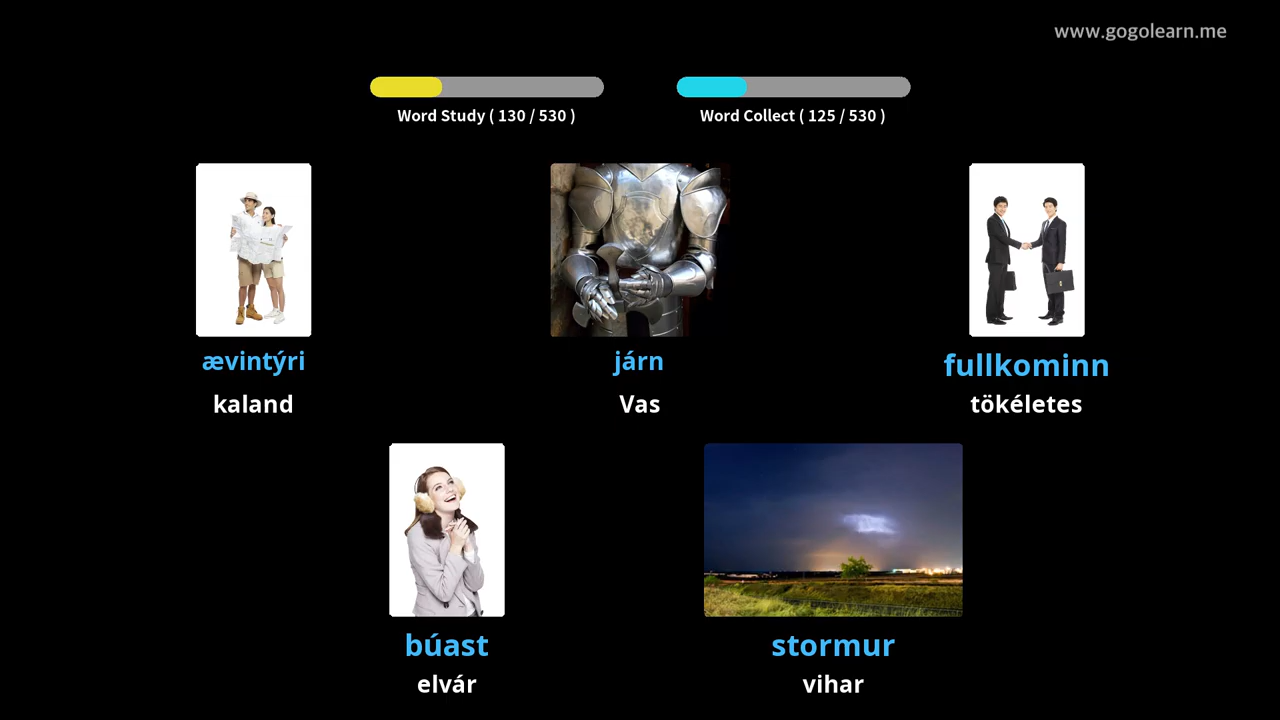 www.gogolearn.me
Word Study ( 130 / 530 )
Word Collect ( 125 / 530 )
ævintýri
kaland
járn
Vas
fullkominn
tökéletes
búast
elvár
stormur
vihar